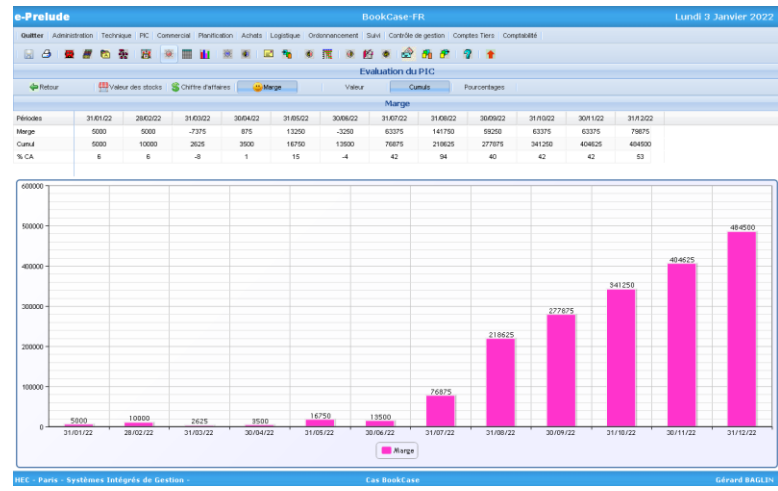 e-Prelude BookCase-FR Lundi 3 Janvier 2022
Quitter Administration Technique PIC Commercial Planification Achats Logistique Ordonnancement Suivi Contrôle de gestion Comptes Tiers Comptabilité
Evaluation du PIC
Retour Valeur des stocks Chiffre d'affaires Marge Valeur Cumuls Pourcentages
Marge
Périodes 31/01/22 28/02/22 31/03/22 30/04/22 31/05/22 30/06/22 31/07/22 31/08/22 30/09/22 31/10/22 30/11/22 31/12/22
Marge 5000 5000 -7375 875 13250 -3250 63375 141750 59250 63375 63375 79875
Cumul 5000 10000 2625 3500 16750 13500 76875 218625 277875 341250 404625 484500
% CA 6 6 -8 1 15 -4 42 94 40 42 42 53
600000
500000
484500
404625
400000
341250
300000
277875
218625
200000
100000
76875
5000 10000 2625 3500 16750 13500
0
31/01/22 28/02/22 31/03/22 30/04/22 31/05/22 30/06/22 31/07/22 31/08/22 30/09/22 31/10/22 30/11/22 31/12/22
Marge
HEC - Paris - Systèmes Intégrés de Gestion - Cas BookCase Gérard BAGLIN